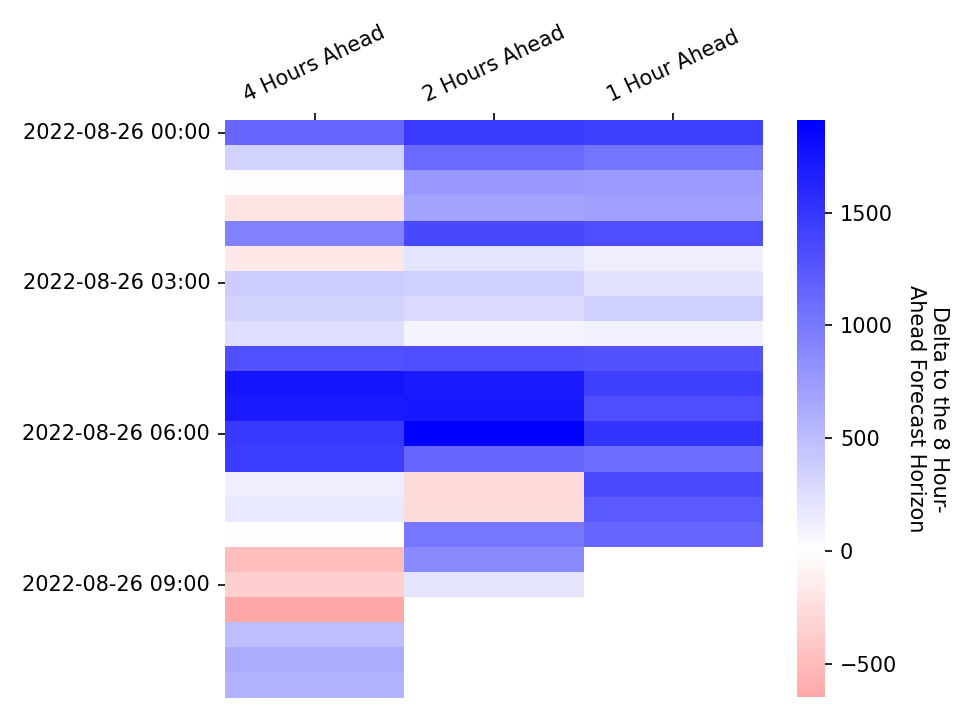 4 Hours Ahead
2 Hours Ahead
1 Hour Ahead
2022-08-26 00:00
2022-08-26 03:00
2022-08-26 06:00
2022-08-26 09:00
1500
1000
500
0
−500
Delta to the 8 Hour-
Ahead Forecast Horizon